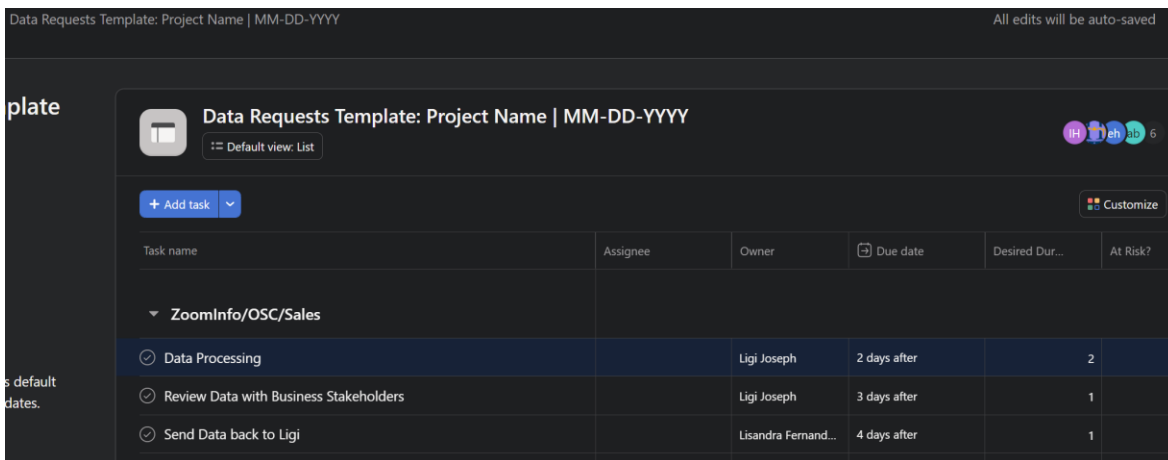 Data Requests Template: Project Name | MM-DD-YYYY
All edits will be auto-saved
plate
Data Requests Template: Project Name | MM-DD-YYYY
Default view: List
IH
eh
ab
6
+ Add task
Customize
Task name
Assignee
Owner
Due date
Desired Dur...
At Risk?
ZoomInfo/OSC/Sales
Data Processing
Ligi Joseph
2 days after
2
s default
dates.
Review Data with Business Stakeholders
Ligi Joseph
3 days after
1
Send Data back to Ligi
Lisandra Fernand...
4 days after
1